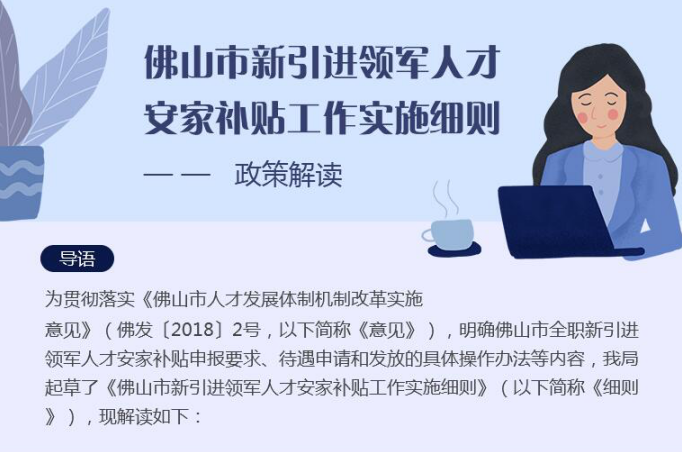 佛山市新引进领军人才
安家补贴工作实施细则
— — 政策解读
导语
为贯彻落实《佛山市人才发展体制机制改革实施
意见》（佛发〔2018〕2号，以下简称《意见》），明确佛山市全职新引进
领军人才安家补贴申报要求、待遇申请和发放的具体操作办法等内容，我局
起草了《佛山市新引进领军人才安家补贴工作实施细则》（以下简称《细则
》），现解读如下：